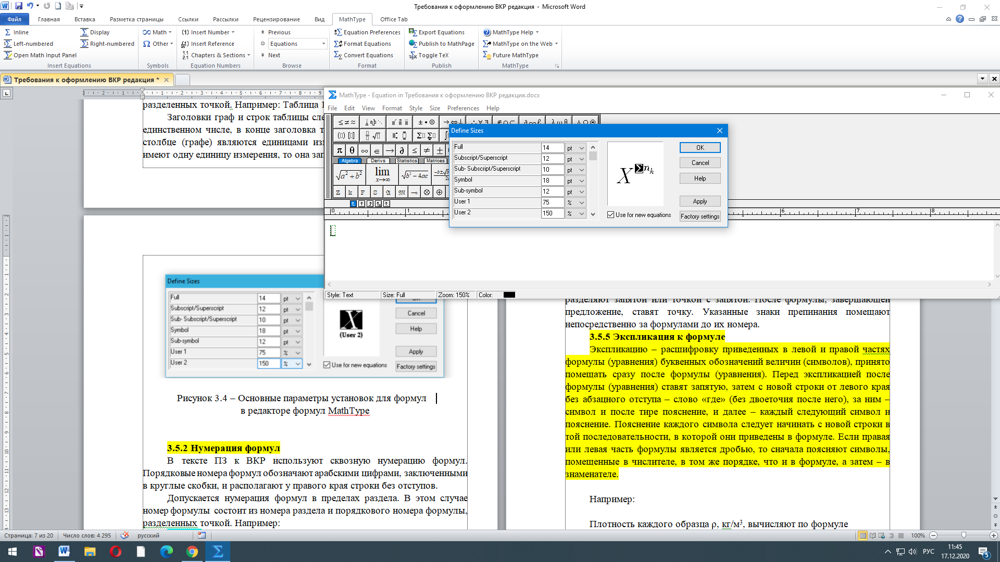 Требования к оформлению ВКР редакция - Microsoft Word
Файл Главная Вставка Разметка страницы Ссылки Рассылки Рецензирование Вид MathType Office Tab
Inline Display Math Insert Number Previous Equation Preferences Export Equations MathType Help
Left-numbered Right-numbered Other Insert Reference Equations Format Equations Publish to MathPage MathType on the Web
Open Math Input Panel Chapters & Sections Next Convert Equations Toggle TeX Future MathType
Insert Equations Symbols Equation Numbers Browse Format Publish MathType
Требования к оформлению ВКР редакция *
разделенных точкой. Например: Таблица 1
Заголовки граф и строк таблицы сле
единственном числе, в конце заголовка т
столбце (графе) являются единицами изм
имеют одну единицу измерения, то она зап
MathType - Equation in Требования к оформлению ВКР редакция.docx
File Edit View Format Style Size Preferences Help
Algebra Derivs Statistics Matrices
Define Sizes
Full 14 pt
Subscript/Superscript 12 pt
Sub- Subscript/Superscript 10 pt
Symbol 18 pt
Sub-symbol 12 pt
User 1 75 %
User 2 150 %
Use for new equations
OK
Cancel
Help
Apply
Factory settings
Style: Text Size: Full Zoom: 150% Color:
Define Sizes
Full 14 pt
Subscript/Superscript 12 pt
Sub- Subscript/Superscript 10 pt
Symbol 18 pt
Sub-symbol 12 pt
User 1 75 %
User 2 150 %
X
(User 2)
Use for new equations
Cancel
Help
Apply
Factory settings
Рисунок 3.4 – Основные параметры установок для формул
в редакторе формул MathType
3.5.2 Нумерация формул
В тексте ПЗ к ВКР используют сквозную нумерацию формул.
Порядковые номера формул обозначают арабскими цифрами, заключенными
в круглые скобки, и располагают у правого края строки без отступов.
Допускается нумерация формул в пределах раздела. В этом случае
номер формулы состоит из номера раздела и порядкового номера формулы,
разделенных точкой. Например:
разделяют запятой или точкой с запятой. После формулы, завершающей
предложение, ставят точку. Указанные знаки препинания помещают
непосредственно за формулами до их номера.
3.5.5 Экспликация к формуле
Экспликацию – расшифровку приведенных в левой и правой частях
формулы (уравнения) буквенных обозначений величин (символов), принято
помещать сразу после формулы (уравнения). Перед экспликацией после
формулы (уравнения) ставят запятую, затем с новой строки от левого края
без абзацного отступа – слово «где» (без двоеточия после него), за ним –
символ и после тире пояснение, и далее – каждый следующий символ и
пояснение. Пояснение каждого символа следует начинать с новой строки в
той последовательности, в которой они приведены в формуле. Если правая
или левая часть формулы является дробью, то сначала поясняют символы,
помещенные в числителе, в том же порядке, что и в формуле, а затем – в
знаменателе.
Например:
Плотность каждого образца ρ, кг/м³, вычисляют по формуле
Страница: 7 из 20 Число слов: 4 295 русский 100%
РУС 11:45
17.12.2020 5